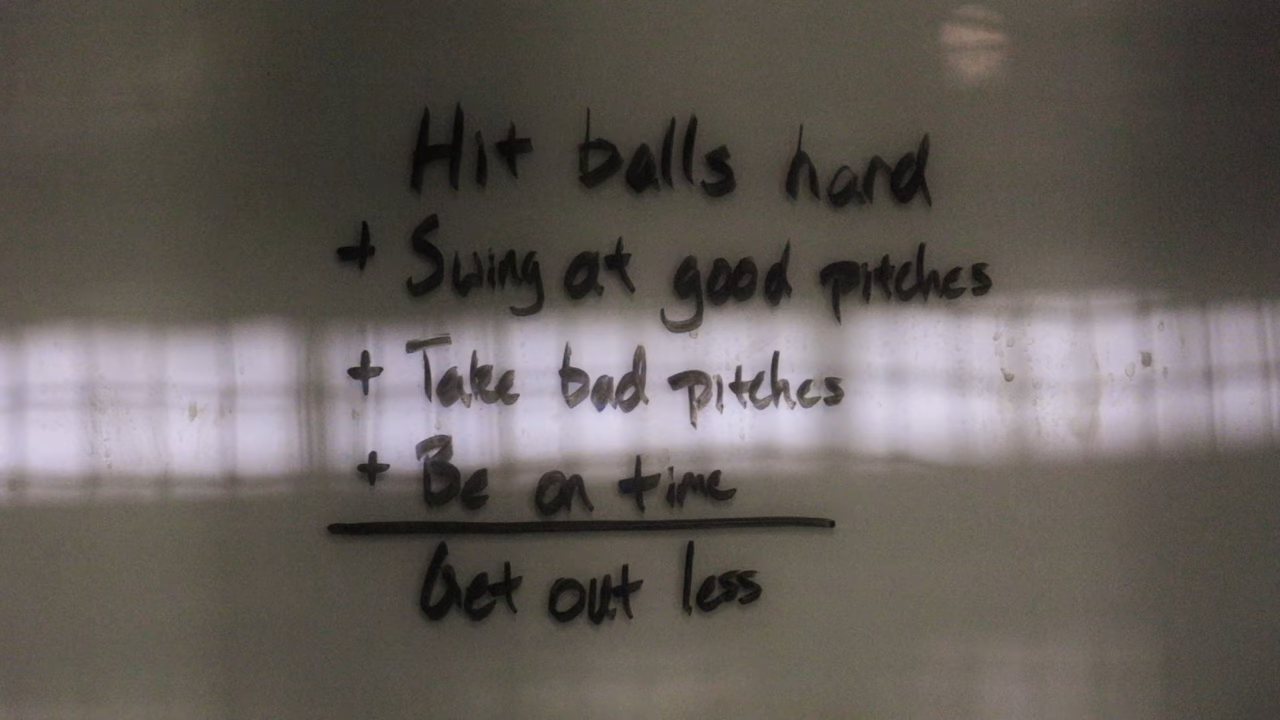 Hit balls hard
+ Swing at good pitches
+ Take bad pitches
+ Be on time
Get out less